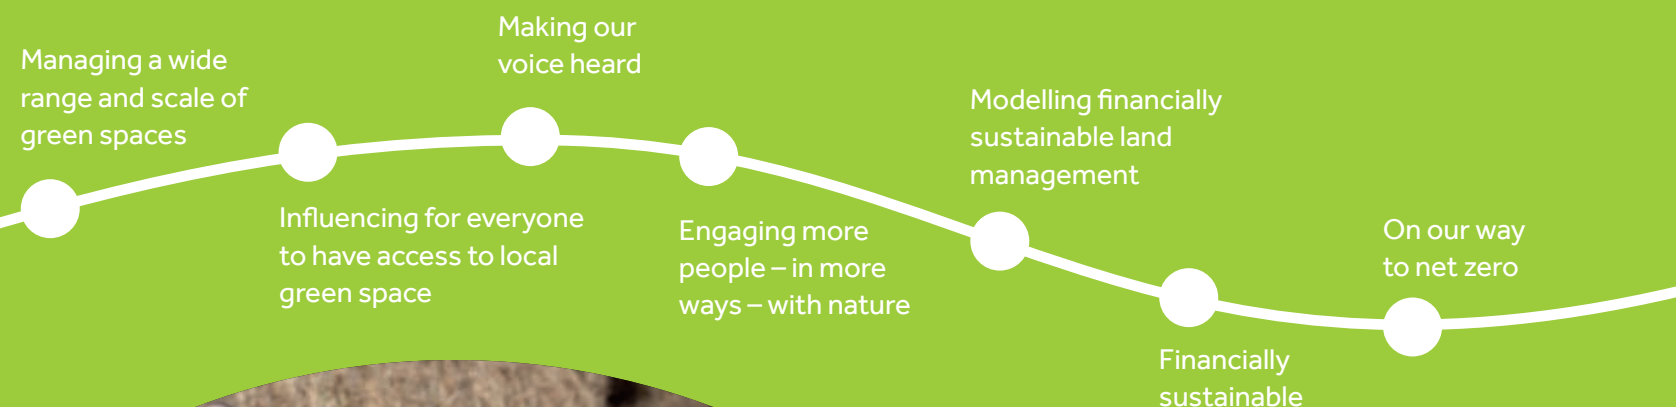 Managing a wide
range and scale of
green spaces
Influencing for everyone
to have access to local
green space
Making our
voice heard
Engaging more
people – in more
ways – with nature
Modelling financially
sustainable land
management
Financially
sustainable
On our way
to net zero